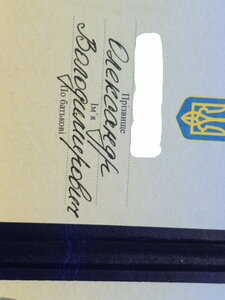 Прізвище
Олександр
Ім'я
Володимирович
По батькові